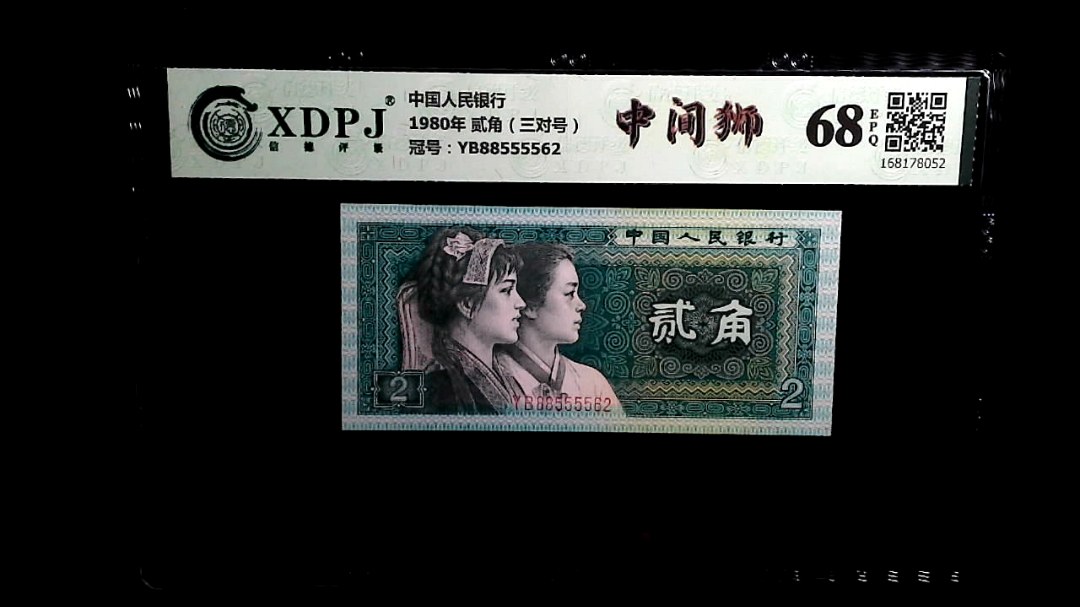 XDPJ®
信德评级
中国人民银行
1980年 贰角（三对号）
冠号：YB88555562
中间狮
68
EPQ
168178052
中国人民银行
贰角
2
2
YB88555562